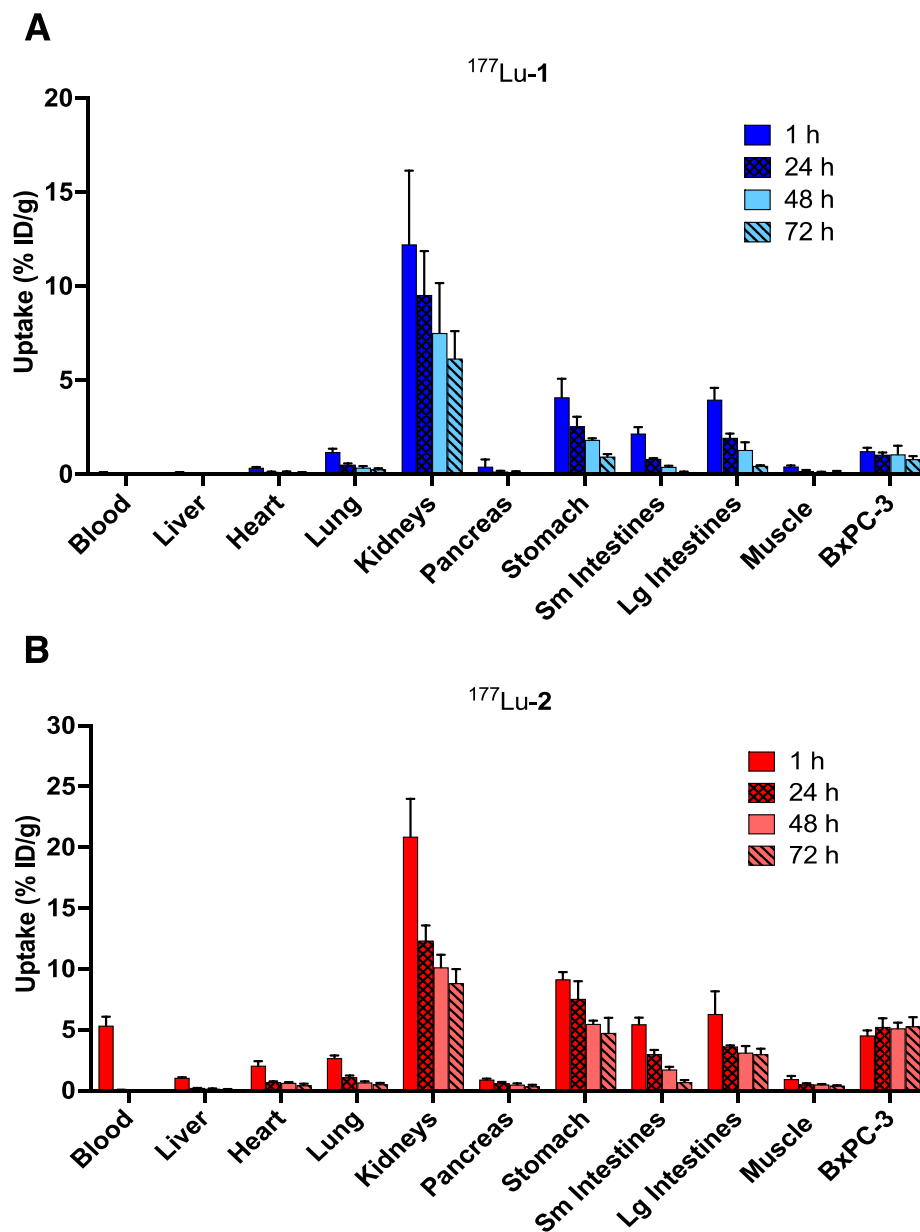 A
¹⁷⁷Lu-1
20
15
10
5
0
Uptake (% ID/g)
1 h
24 h
48 h
72 h
Blood
Liver
Heart
Lung
Kidneys
Pancreas
Stomach
Sm Intestines
Lg Intestines
Muscle
BxPC-3
B
¹⁷⁷Lu-2
30
25
20
15
10
5
0
Uptake (% ID/g)
1 h
24 h
48 h
72 h
Blood
Liver
Heart
Lung
Kidneys
Pancreas
Stomach
Sm Intestines
Lg Intestines
Muscle
BxPC-3